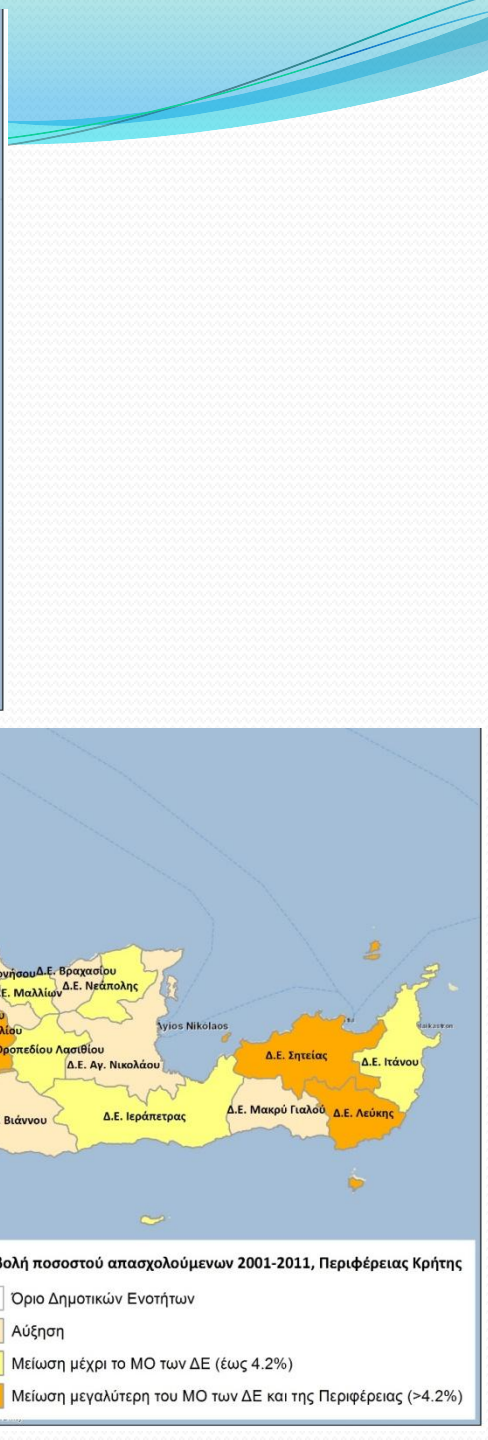 Δ.Ε. Βραχασίου
Δ.Ε. Νεάπολης
Ε. Μαλλίων
Οροπεδίου Λασιθίου
Δ.Ε. Αγ. Νικολάου
Ayios Nikolaos
Δ.Ε. Σητείας
Δ.Ε. Ιτάνου
Βιάννου
Δ.Ε. Ιεράπετρας
Δ.Ε. Μακρύ Γιαλού
Δ.Ε. Λεύκης
βολή ποσοστού απασχολούμενων 2001-2011, Περιφέρειας Κρήτης
Όριο Δημοτικών Ενοτήτων
Αύξηση
Μείωση μέχρι το ΜΟ των ΔΕ (έως 4.2%)
Μείωση μεγαλύτερη του ΜΟ των ΔΕ και της Περιφέρειας (>4.2%)